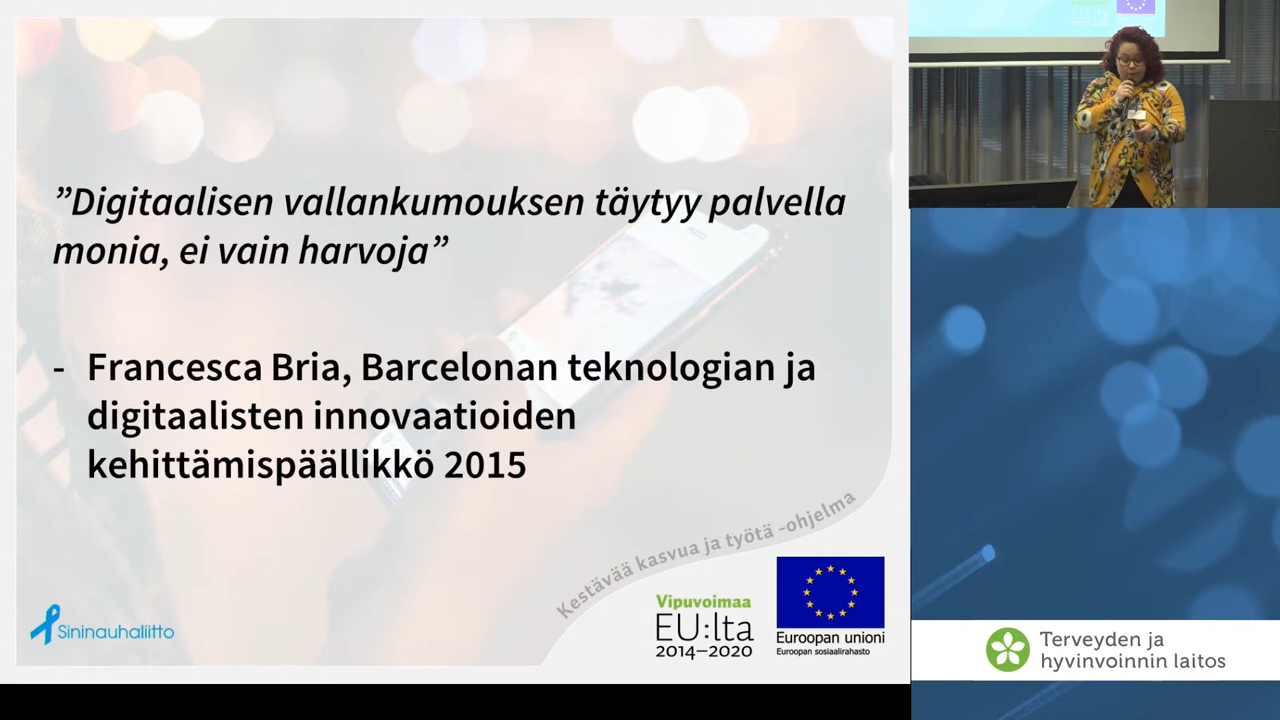 ”Digitaalisen vallankumouksen täytyy palvella
monia, ei vain harvoja”
- Francesca Bria, Barcelonan teknologian ja
digitaalisten innovaatioiden
kehittämispäällikkö 2015
Kestävää kasvua ja työtä -ohjelma
Sininauhaliitto
Vipuvoimaa
EU:lta
2014–2020
Euroopan unioni
Euroopan sosiaalirahasto
Terveyden ja
hyvinvoinnin laitos